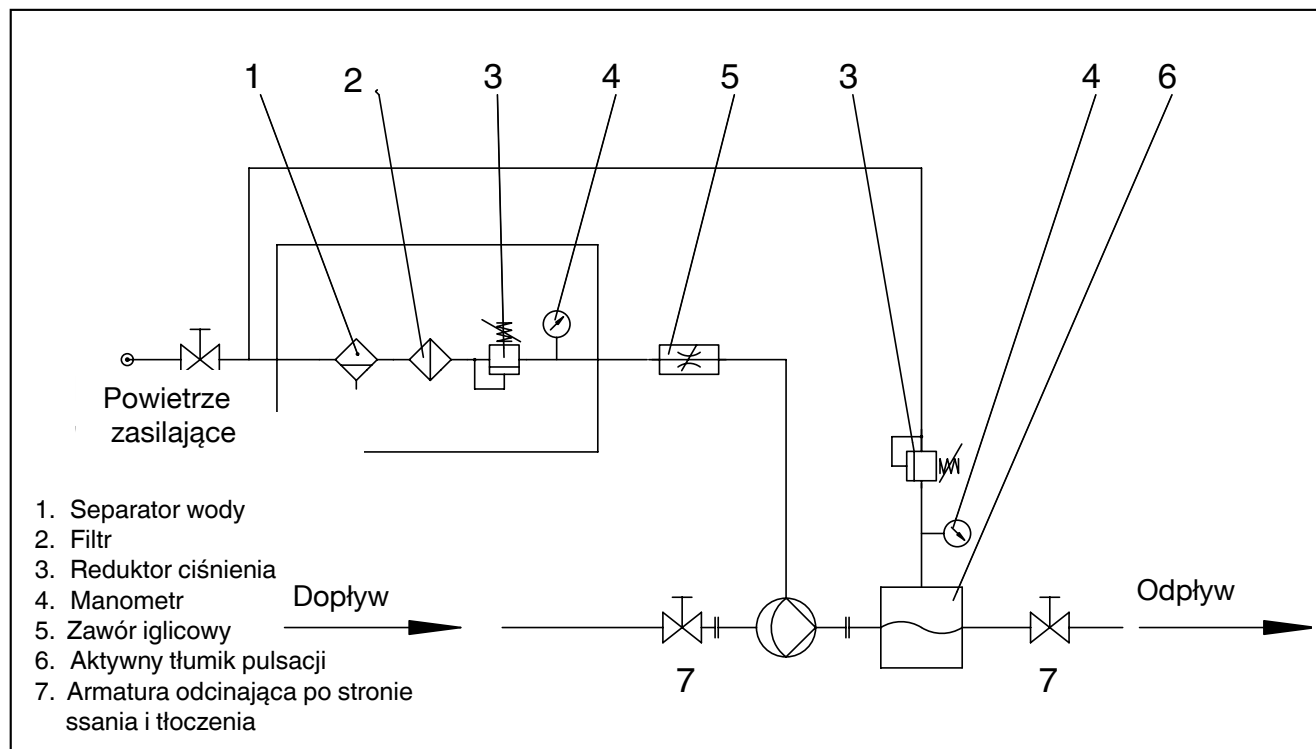 1 2 3 4 5 3 4 6
Powietrze
zasilające
1. Separator wody
2. Filtr
3. Reduktor ciśnienia
4. Manometr
5. Zawór iglicowy
6. Aktywny tłumik pulsacji
7. Armatura odcinająca po stronie
ssania i tłoczenia
Dopływ
Odpływ
7 7